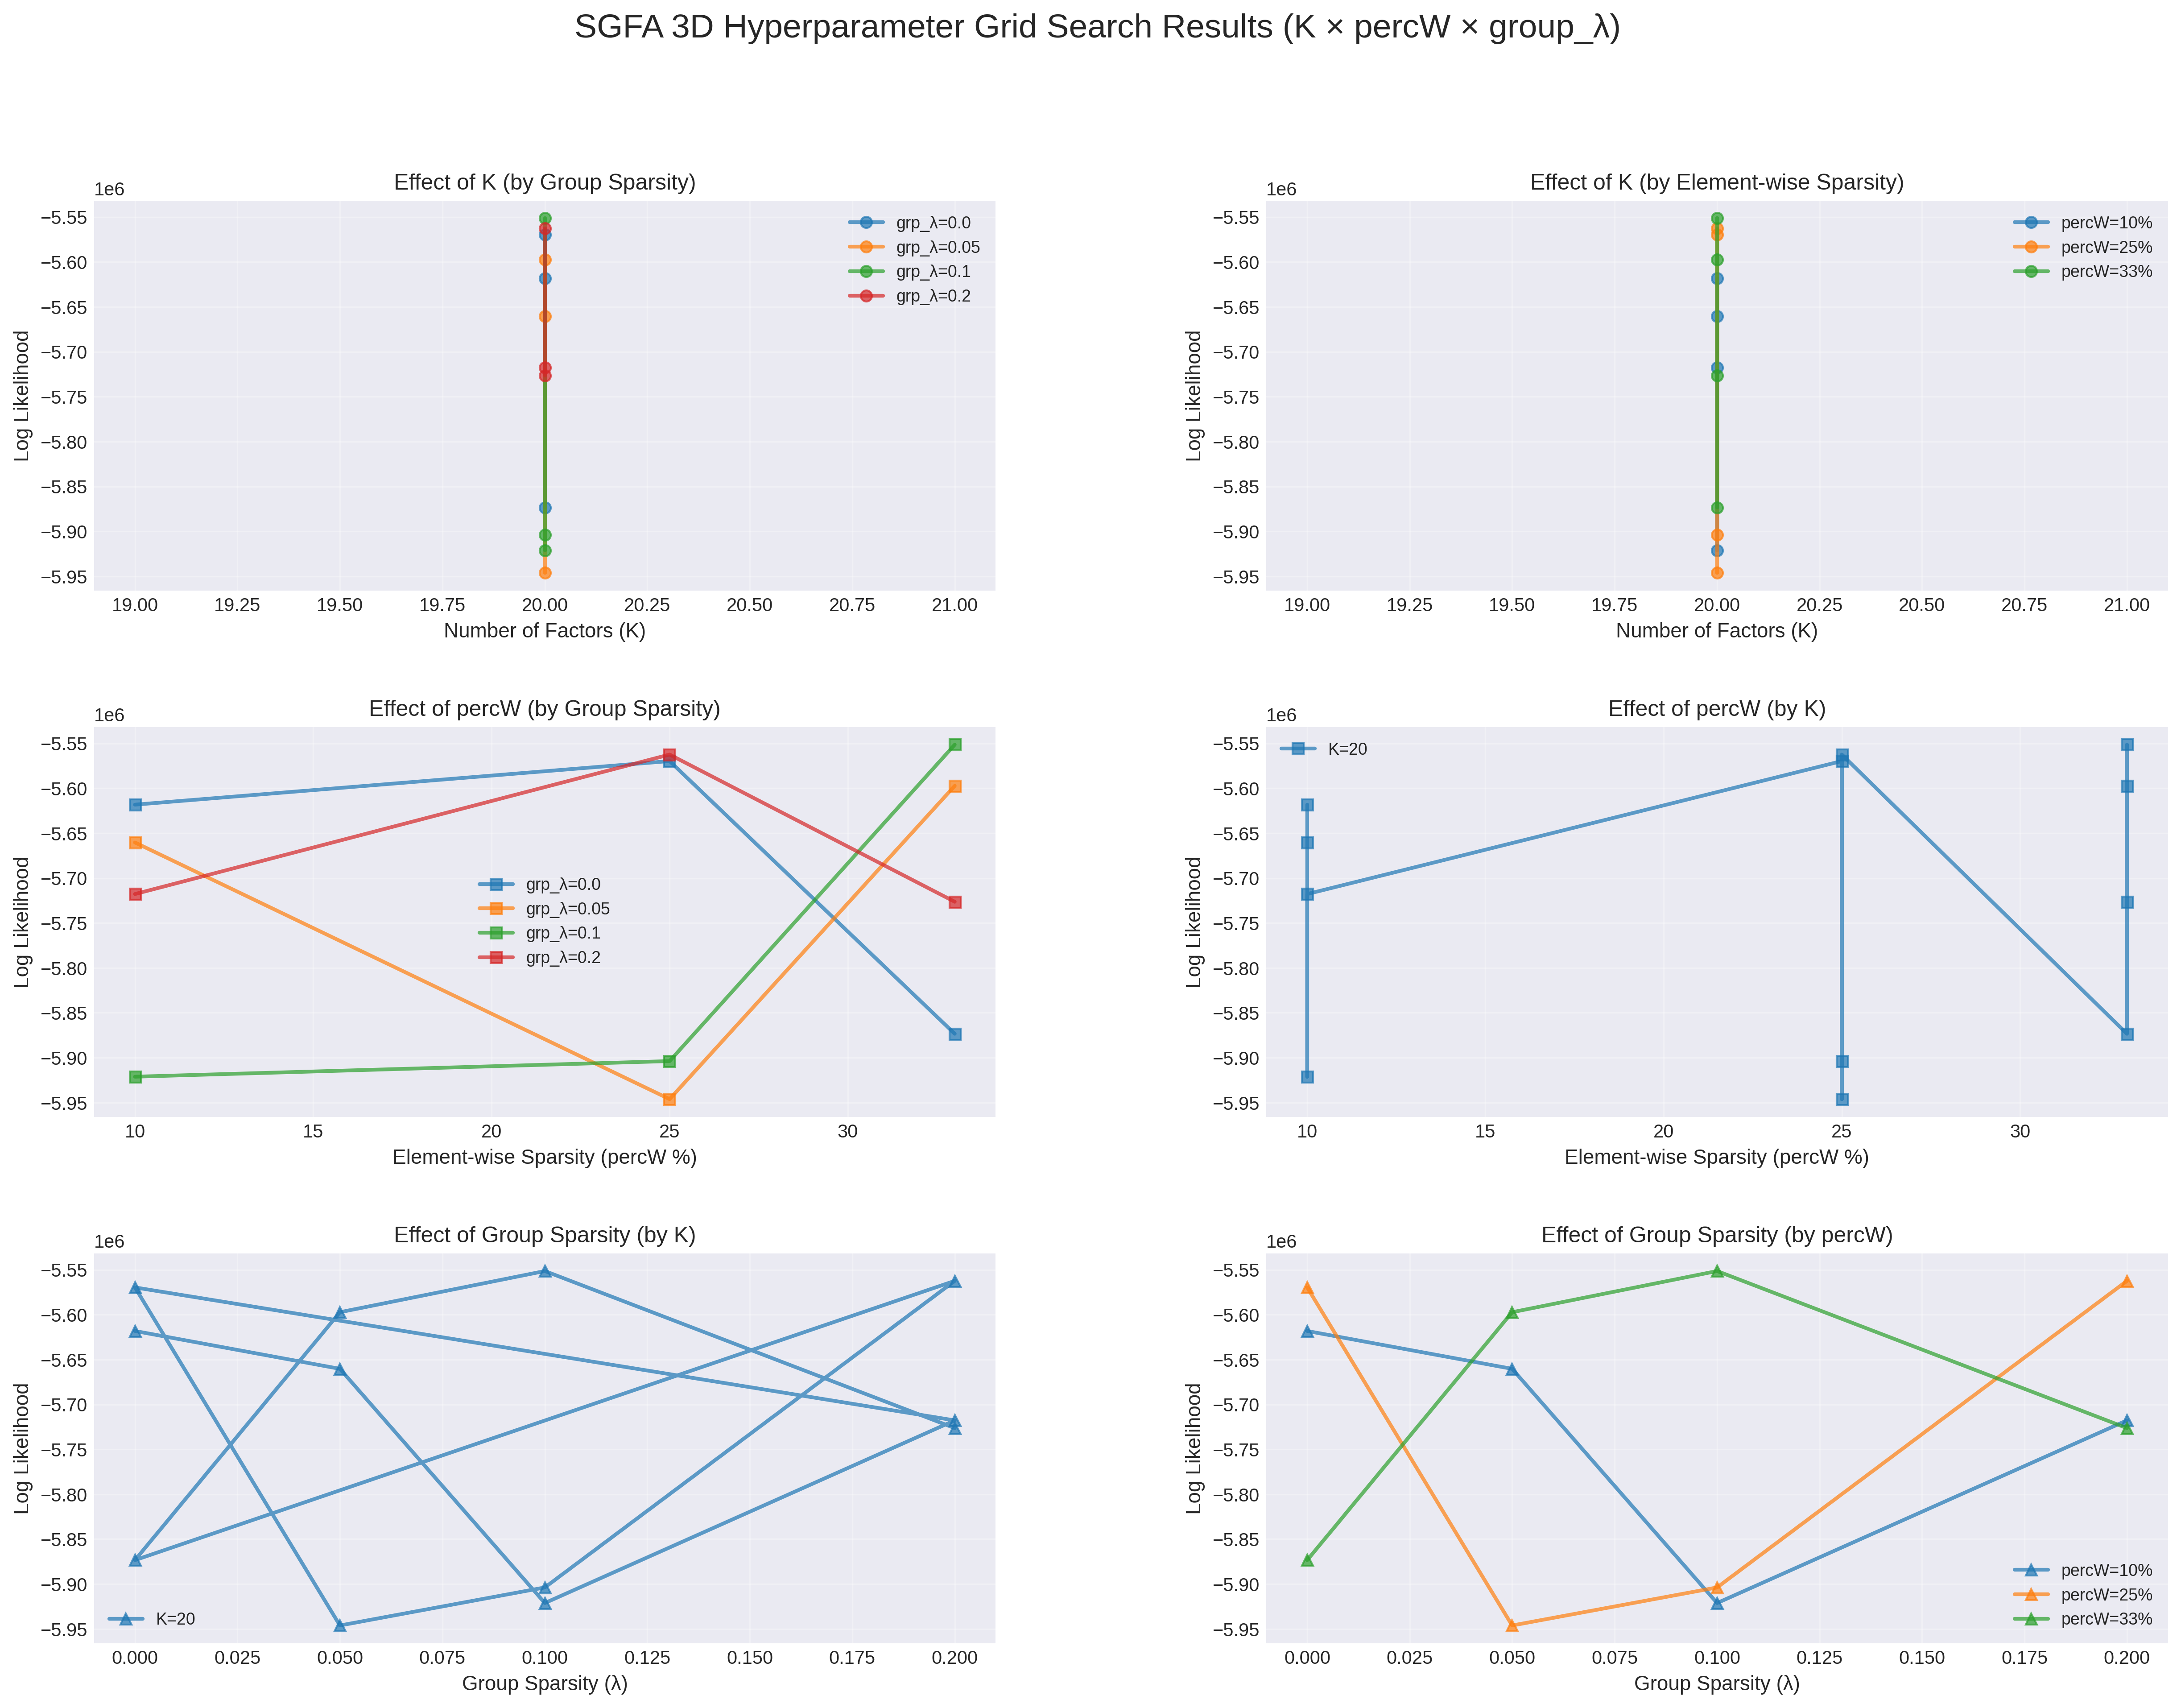 SGFA 3D Hyperparameter Grid Search Results (K × percW × group_λ)
Effect of K (by Group Sparsity)
1e6
−5.55
−5.60
−5.65
−5.70
−5.75
−5.80
−5.85
−5.90
−5.95
Log Likelihood
grp_λ=0.0
grp_λ=0.05
grp_λ=0.1
grp_λ=0.2
19.00 19.25 19.50 19.75 20.00 20.25 20.50 20.75 21.00
Number of Factors (K)
Effect of K (by Element-wise Sparsity)
1e6
−5.55
−5.60
−5.65
−5.70
−5.75
−5.80
−5.85
−5.90
−5.95
Log Likelihood
percW=10%
percW=25%
percW=33%
19.00 19.25 19.50 19.75 20.00 20.25 20.50 20.75 21.00
Number of Factors (K)
Effect of percW (by Group Sparsity)
1e6
−5.55
−5.60
−5.65
−5.70
−5.75
−5.80
−5.85
−5.90
−5.95
Log Likelihood
grp_λ=0.0
grp_λ=0.05
grp_λ=0.1
grp_λ=0.2
10 15 20 25 30
Element-wise Sparsity (percW %)
Effect of percW (by K)
1e6
−5.55
−5.60
−5.65
−5.70
−5.75
−5.80
−5.85
−5.90
−5.95
Log Likelihood
K=20
10 15 20 25 30
Element-wise Sparsity (percW %)
Effect of Group Sparsity (by K)
1e6
−5.55
−5.60
−5.65
−5.70
−5.75
−5.80
−5.85
−5.90
−5.95
Log Likelihood
K=20
0.000 0.025 0.050 0.075 0.100 0.125 0.150 0.175 0.200
Group Sparsity (λ)
Effect of Group Sparsity (by percW)
1e6
−5.55
−5.60
−5.65
−5.70
−5.75
−5.80
−5.85
−5.90
−5.95
Log Likelihood
percW=10%
percW=25%
percW=33%
0.000 0.025 0.050 0.075 0.100 0.125 0.150 0.175 0.200
Group Sparsity (λ)